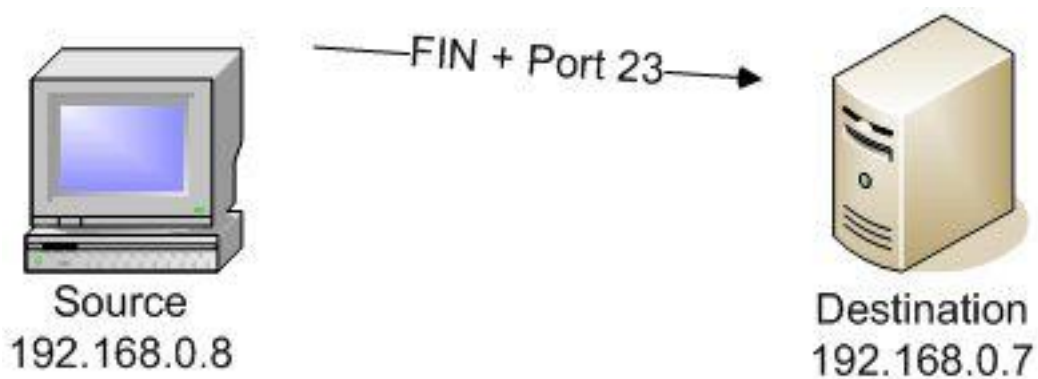 FIN + Port 23
Source
192.168.0.8
Destination
192.168.0.7